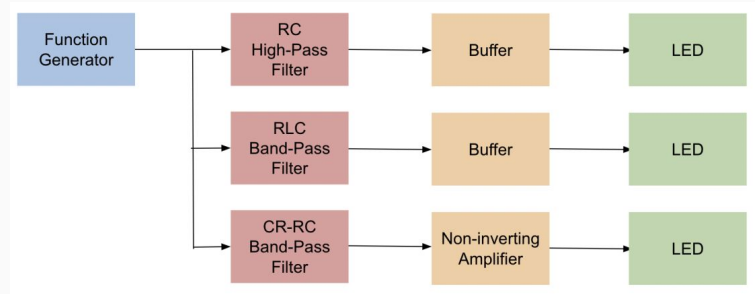 Function
Generator
RC
High-Pass
Filter
Buffer
LED
RLC
Band-Pass
Filter
Buffer
LED
CR-RC
Band-Pass
Filter
Non-inverting
Amplifier
LED